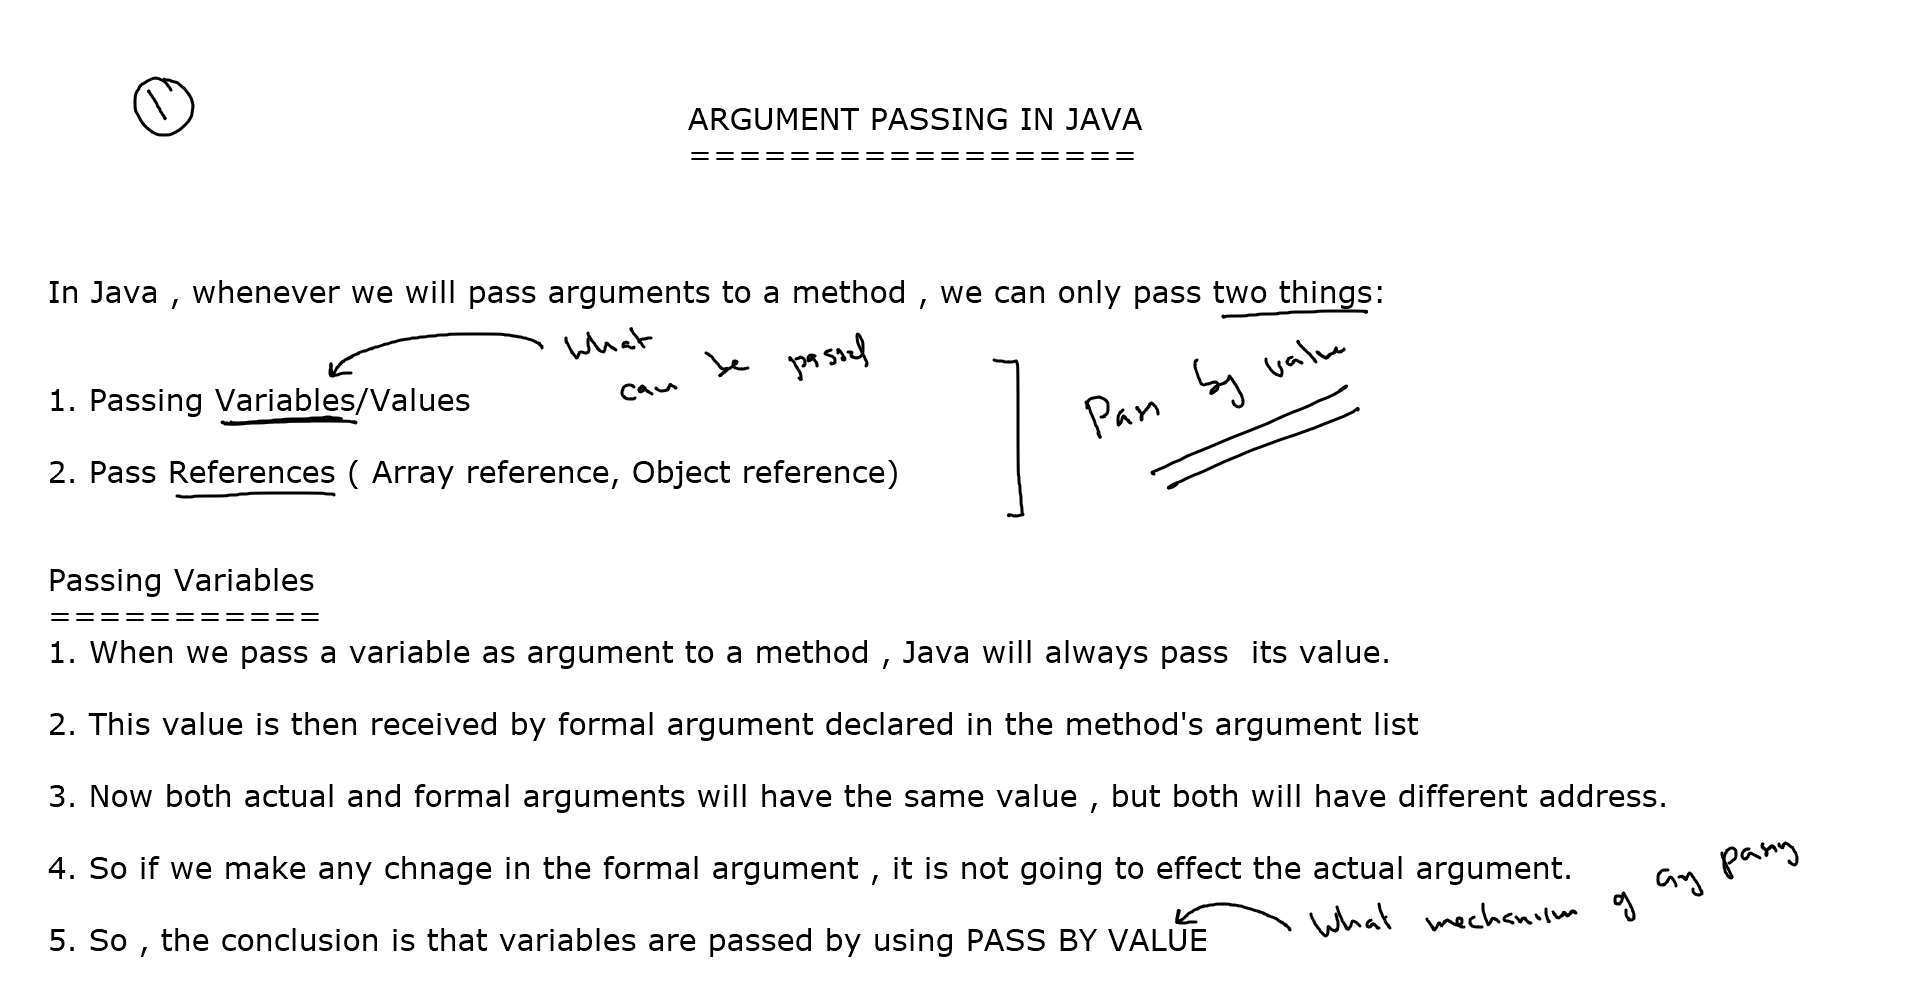 1
ARGUMENT PASSING IN JAVA
==================
In Java , whenever we will pass arguments to a method , we can only pass two things:
What can be passed
1. Passing Variables/Values
Pass by value
2. Pass References ( Array reference, Object reference)
Passing Variables
===========
1. When we pass a variable as argument to a method , Java will always pass  its value.
2. This value is then received by formal argument declared in the method's argument list
3. Now both actual and formal arguments will have the same value , but both will have different address.
4. So if we make any chnage in the formal argument , it is not going to effect the actual argument.
5. So , the conclusion is that variables are passed by using PASS BY VALUE
What mechanism of